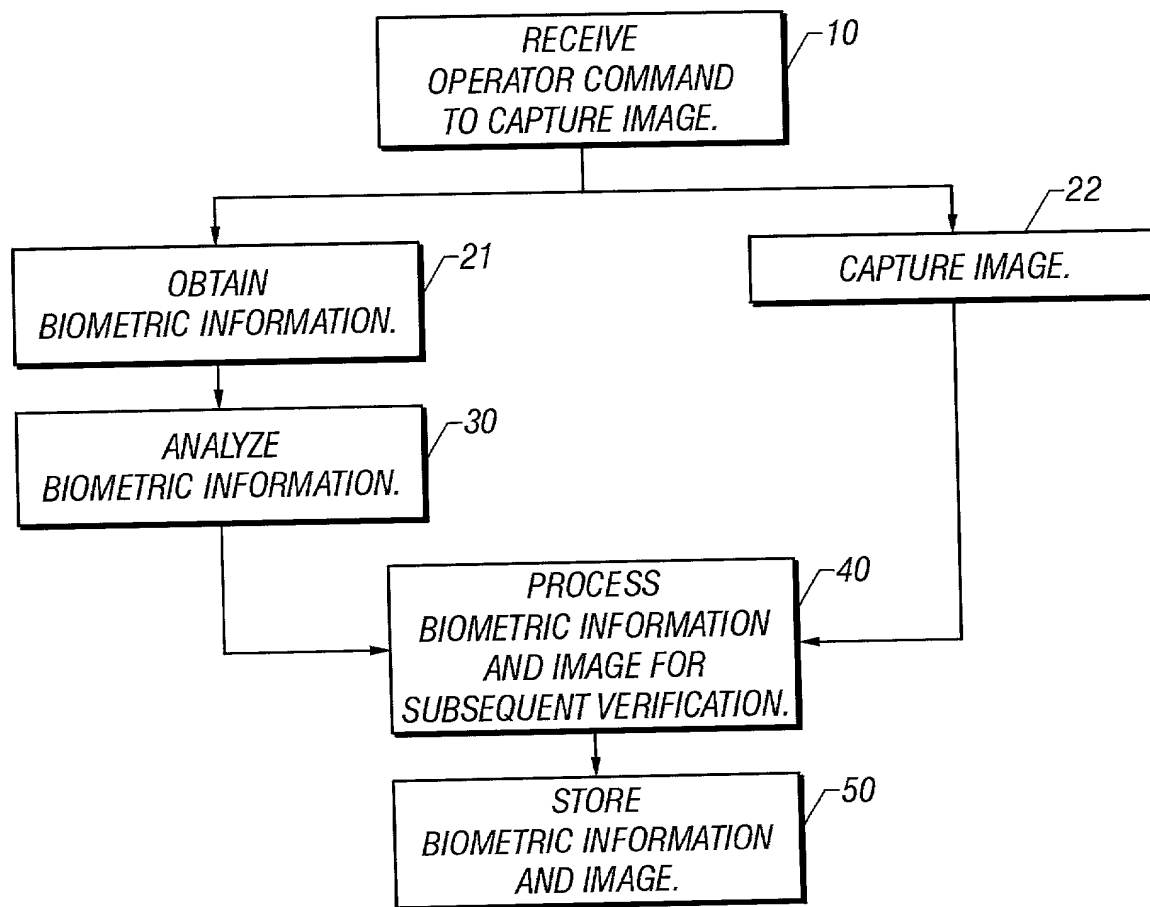 RECEIVE
OPERATOR COMMAND
TO CAPTURE IMAGE.
10
OBTAIN
BIOMETRIC INFORMATION.
21
CAPTURE IMAGE.
22
ANALYZE
BIOMETRIC INFORMATION.
30
PROCESS
BIOMETRIC INFORMATION
AND IMAGE FOR
SUBSEQUENT VERIFICATION.
40
STORE
BIOMETRIC INFORMATION
AND IMAGE.
50